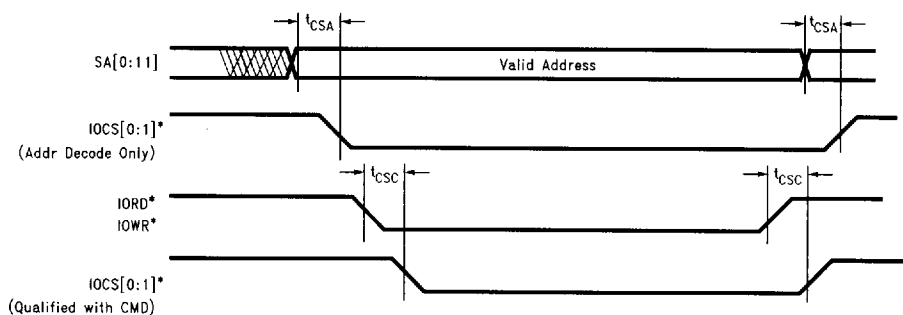 tCSA
tCSA
SA[0:11]
Valid Address
IOCS[0:1]*
(Addr Decode Only)
tCSC
tCSC
IORD*
IOWR*
IOCS[0:1]*
(Qualified with CMD)